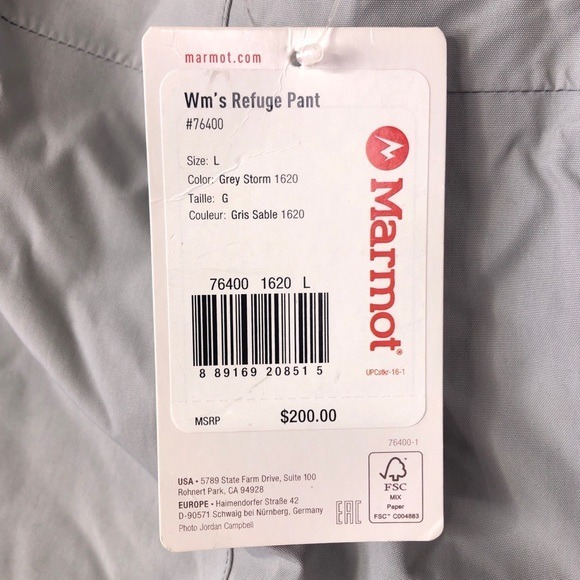 marmot.com
Wm's Refuge Pant
#76400
Size: L
Color: Grey Storm 1620
Taille: G
Couleur: Gris Sable 1620
Marmot®
76400 1620 L
8 89169 20851 5
UPCstkr-16-1
MSRP $200.00
76400-1
USA • 5789 State Farm Drive, Suite 100
Rohnert Park, CA 94928
EUROPE • Haimendorfer Straße 42
D-90571 Schwaig bei Nürnberg, Germany
Photo Jordan Campbell
EAC
FSC
MIX
Paper
FSC™ C004883